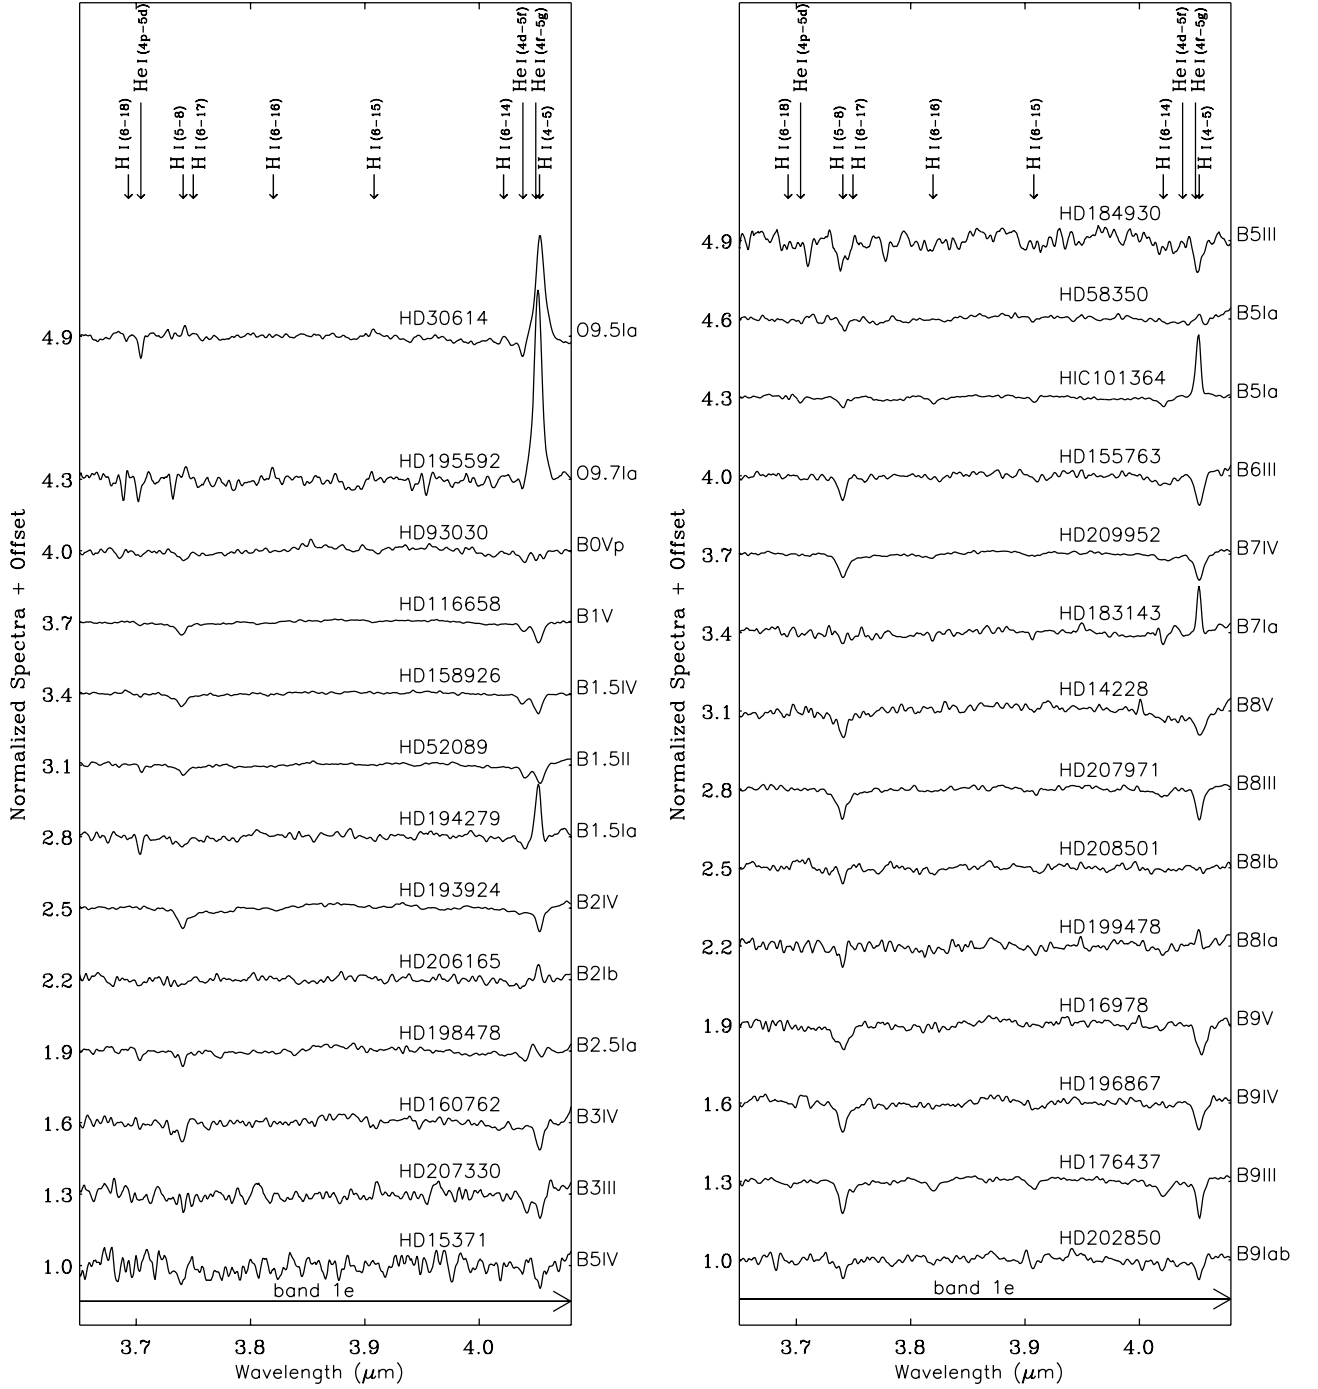 H I (6-18)
He I (4p-5d)
H I (5-8)
H I (6-17)
H I (6-16)
H I (6-15)
H I (6-14)
He I (4d-5f)
He I (4f-5g)
H I (4-5)
4.9 HD30614 O9.5Ia
4.3 HD195592 O9.7Ia
4.0 HD93030 B0Vp
3.7 HD116658 B1V
3.4 HD158926 B1.5IV
3.1 HD52089 B1.5II
2.8 HD194279 B1.5Ia
2.5 HD193924 B2IV
2.2 HD206165 B2Ib
1.9 HD198478 B2.5Ia
1.6 HD160762 B3IV
1.3 HD207330 B3III
1.0 HD15371 B5IV
band 1e
3.7 3.8 3.9 4.0
Wavelength (μm)
Normalized Spectra + Offset
H I (6-18)
He I (4p-5d)
H I (5-8)
H I (6-17)
H I (6-16)
H I (6-15)
H I (6-14)
He I (4d-5f)
He I (4f-5g)
H I (4-5)
4.9 HD184930 B5III
4.6 HD58350 B5Ia
4.3 HIC101364 B5Ia
4.0 HD155763 B6III
3.7 HD209952 B7IV
3.4 HD183143 B7Ia
3.1 HD14228 B8V
2.8 HD207971 B8III
2.5 HD208501 B8Ib
2.2 HD199478 B8Ia
1.9 HD16978 B9V
1.6 HD196867 B9IV
1.3 HD176437 B9III
1.0 HD202850 B9Iab
band 1e
3.7 3.8 3.9 4.0
Wavelength (μm)
Normalized Spectra + Offset